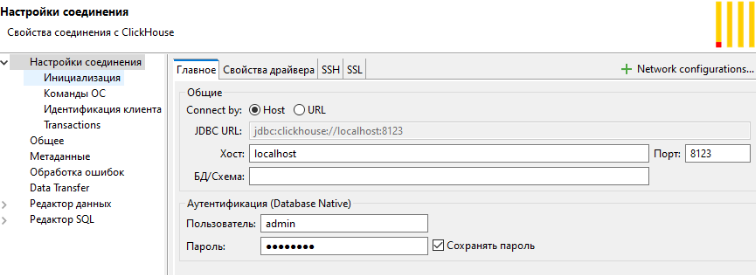 Настройки соединения
Свойства соединения с ClickHouse
Настройки соединения
Инициализация
Команды ОС
Идентификация клиента
Transactions
Общее
Метаданные
Обработка ошибок
Data Transfer
Редактор данных
Редактор SQL
Главное Свойства драйвера SSH SSL + Network configurations...
Общие
Connect by: Host URL
JDBC URL: jdbc:clickhouse://localhost:8123
Хост: localhost Порт: 8123
БД/Схема:
Аутентификация (Database Native)
Пользователь: admin
Пароль: •••••••• Сохранять пароль